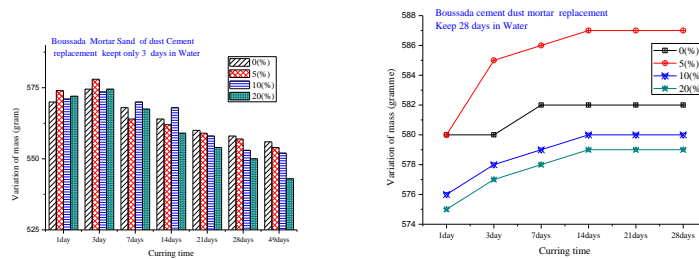 Boussada Mortar Sand of dust Cement
replacement keept only 3 days in Water
0(%)
5(%)
10(%)
20(%)
Variation of mass (gram)
575
550
525
1day
3day
7days
14days
21days
28days
49days
Curring time
Boussada cement dust mortar replacement
Keep 28 days in Water
0(%)
5(%)
10(%)
20(%)
Variation of mass (gramme)
588
586
584
582
580
578
576
574
1day
3day
7days
14days
21days
28days
Curring time